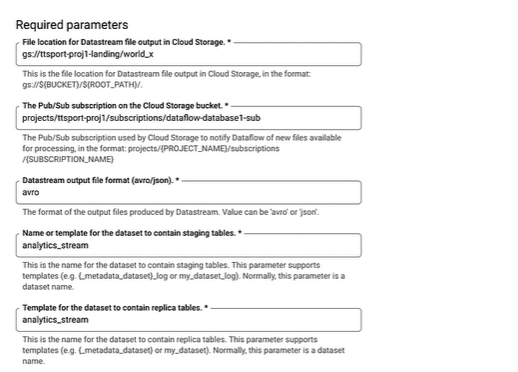 Required parameters
File location for Datastream file output in Cloud Storage. *
gs://ttsport-proj1-landing/world_x
This is the file location for Datastream file output in Cloud Storage, in the format:
gs://${BUCKET}/${ROOT_PATH}/.
The Pub/Sub subscription on the Cloud Storage bucket. *
projects/ttsport-proj1/subscriptions/dataflow-database1-sub
The Pub/Sub subscription used by Cloud Storage to notify Dataflow of new files available
for processing, in the format: projects/{PROJECT_NAME}/subscriptions
/{SUBSCRIPTION_NAME}
Datastream output file format (avro/json). *
avro
The format of the output files produced by Datastream. Value can be 'avro' or 'json'.
Name or template for the dataset to contain staging tables. *
analytics_stream
This is the name for the dataset to contain staging tables. This parameter supports
templates (e.g. {_metadata_dataset}_log or my_dataset_log). Normally, this parameter is a
dataset name.
Template for the dataset to contain replica tables. *
analytics_stream
This is the name for the dataset to contain replica tables. This parameter supports
templates (e.g. {_metadata_dataset} or my_dataset). Normally, this parameter is a dataset
name.